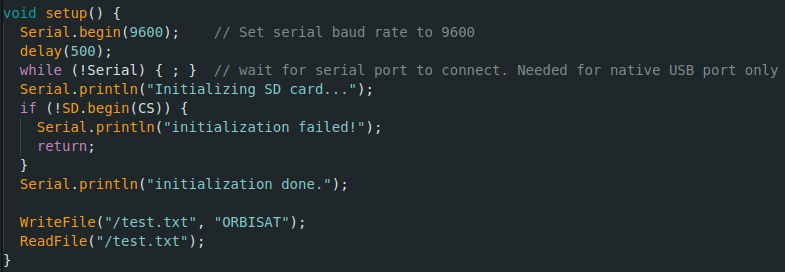 void setup() {
  Serial.begin(9600);    // Set serial baud rate to 9600
  delay(500);
  while (!Serial) { ; }  // wait for serial port to connect. Needed for native USB port only
  Serial.println("Initializing SD card...");
  if (!SD.begin(CS)) {
    Serial.println("initialization failed!");
    return;
  }
  Serial.println("initialization done.");

  WriteFile("/test.txt", "ORBISAT");
  ReadFile("/test.txt");
}